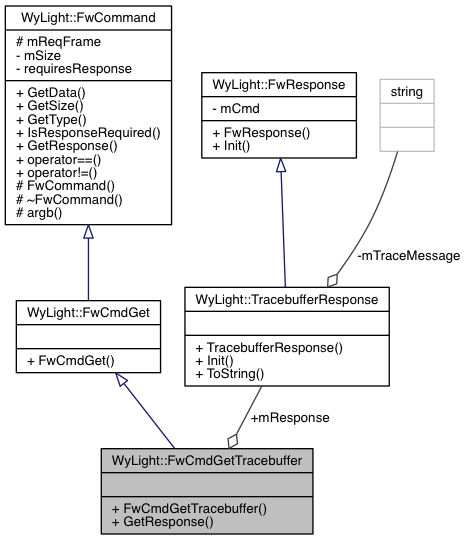 WyLight::FwCommand
# mReqFrame
- mSize
- requiresResponse
+ GetData()
+ GetSize()
+ GetType()
+ IsResponseRequired()
+ GetResponse()
+ operator==()
+ operator!=()
# FwCommand()
# ~FwCommand()
# argb()
WyLight::FwResponse
- mCmd
+ FwResponse()
+ Init()
string
-mTraceMessage
WyLight::FwCmdGet
+ FwCmdGet()
WyLight::TracebufferResponse
+ TracebufferResponse()
+ Init()
+ ToString()
+mResponse
WyLight::FwCmdGetTracebuffer
+ FwCmdGetTracebuffer()
+ GetResponse()